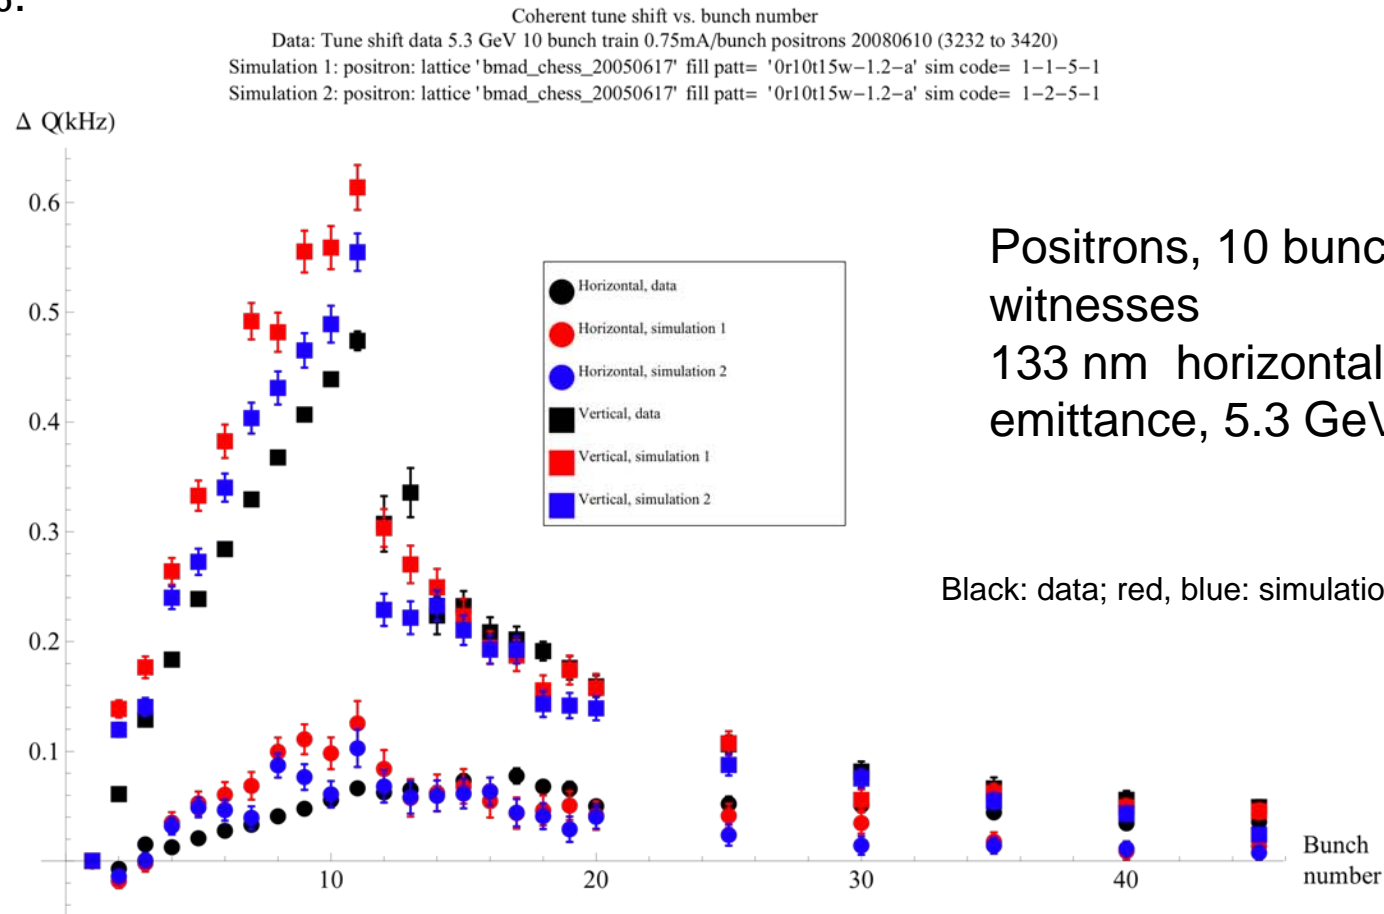 Coherent tune shift vs. bunch number
Data: Tune shift data 5.3 GeV 10 bunch train 0.75mA/bunch positrons 20080610 (3232 to 3420)
Simulation 1: positron: lattice 'bmad_chess_20050617' fill patt= '0r10t15w-1.2-a' sim code= 1-1-5-1
Simulation 2: positron: lattice 'bmad_chess_20050617' fill patt= '0r10t15w-1.2-a' sim code= 1-2-5-1
Δ Q(kHz)
0.6
0.5
0.4
0.3
0.2
0.1
10
20
30
40
Bunch
number
Horizontal, data
Horizontal, simulation 1
Horizontal, simulation 2
Vertical, data
Vertical, simulation 1
Vertical, simulation 2
Positrons, 10 bunc
witnesses
133 nm horizontal
emittance, 5.3 GeV
Black: data; red, blue: simulatio